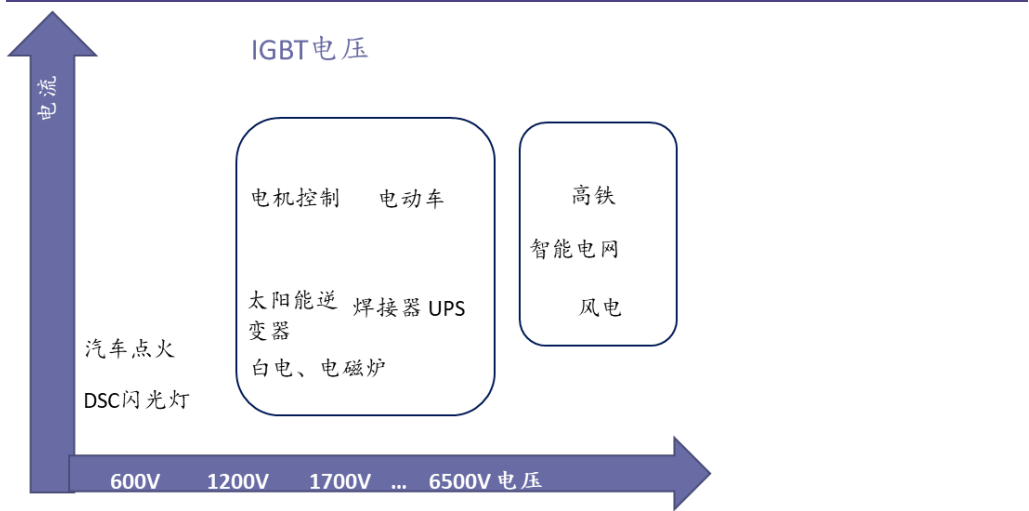 IGBT电压
电流
电机控制 电动车
高铁
智能电网
太阳能逆
变器
焊接器 UPS
风电
白电、电磁炉
汽车点火
DSC闪光灯
600V 1200V 1700V ... 6500V 电压